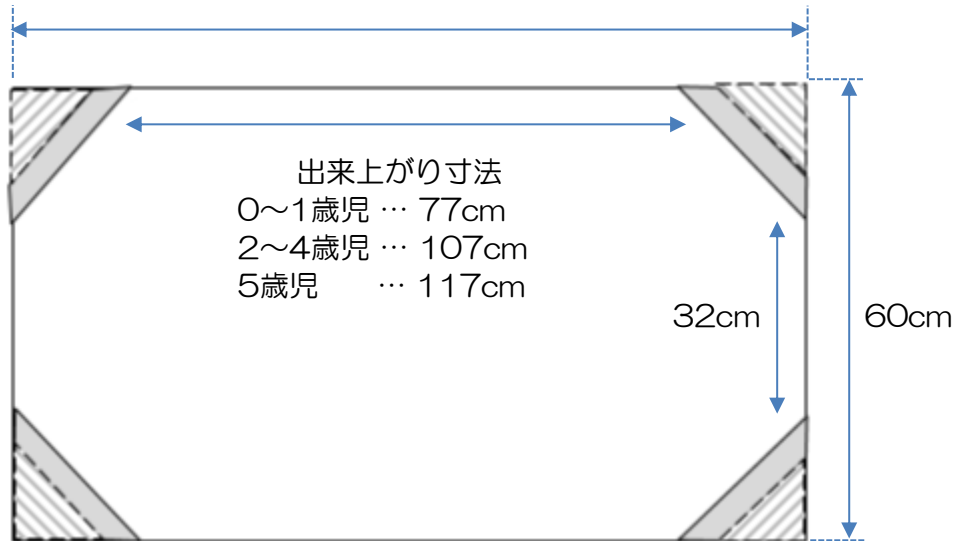 出来上がり寸法
0～1歳児 … 77cm
2～4歳児 … 107cm
5歳児　　… 117cm
32cm
60cm